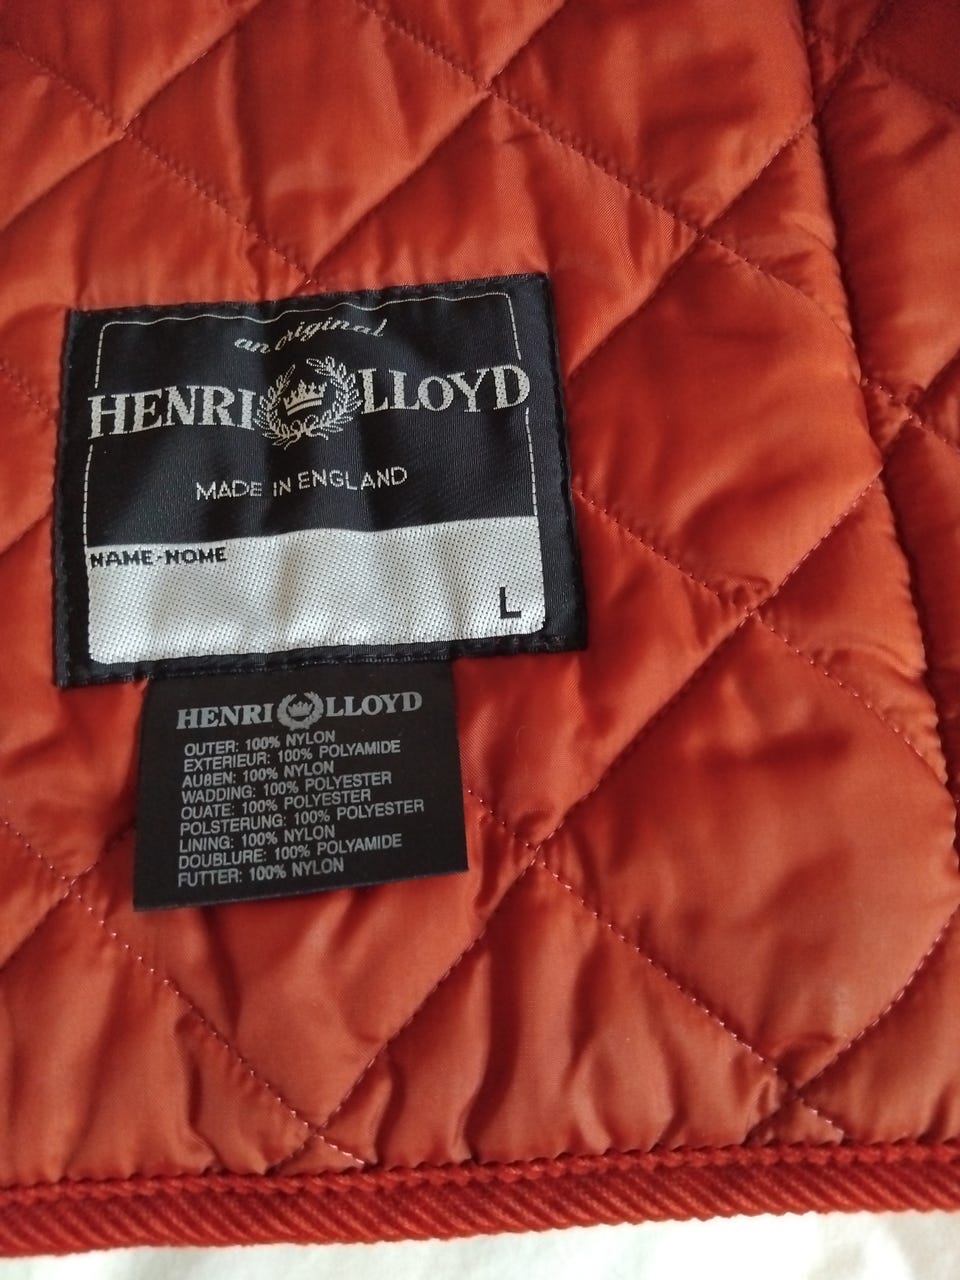 an original
HENRI LLOYD
MADE IN ENGLAND
NAME-NOME
L
HENRI LLOYD
OUTER: 100% NYLON
EXTERIEUR: 100% POLYAMIDE
AUßEN: 100% NYLON
WADDING: 100% POLYESTER
OUATE: 100% POLYESTER
POLSTERUNG: 100% POLYESTER
LINING: 100% NYLON
DOUBLURE: 100% POLYAMIDE
FUTTER: 100% NYLON